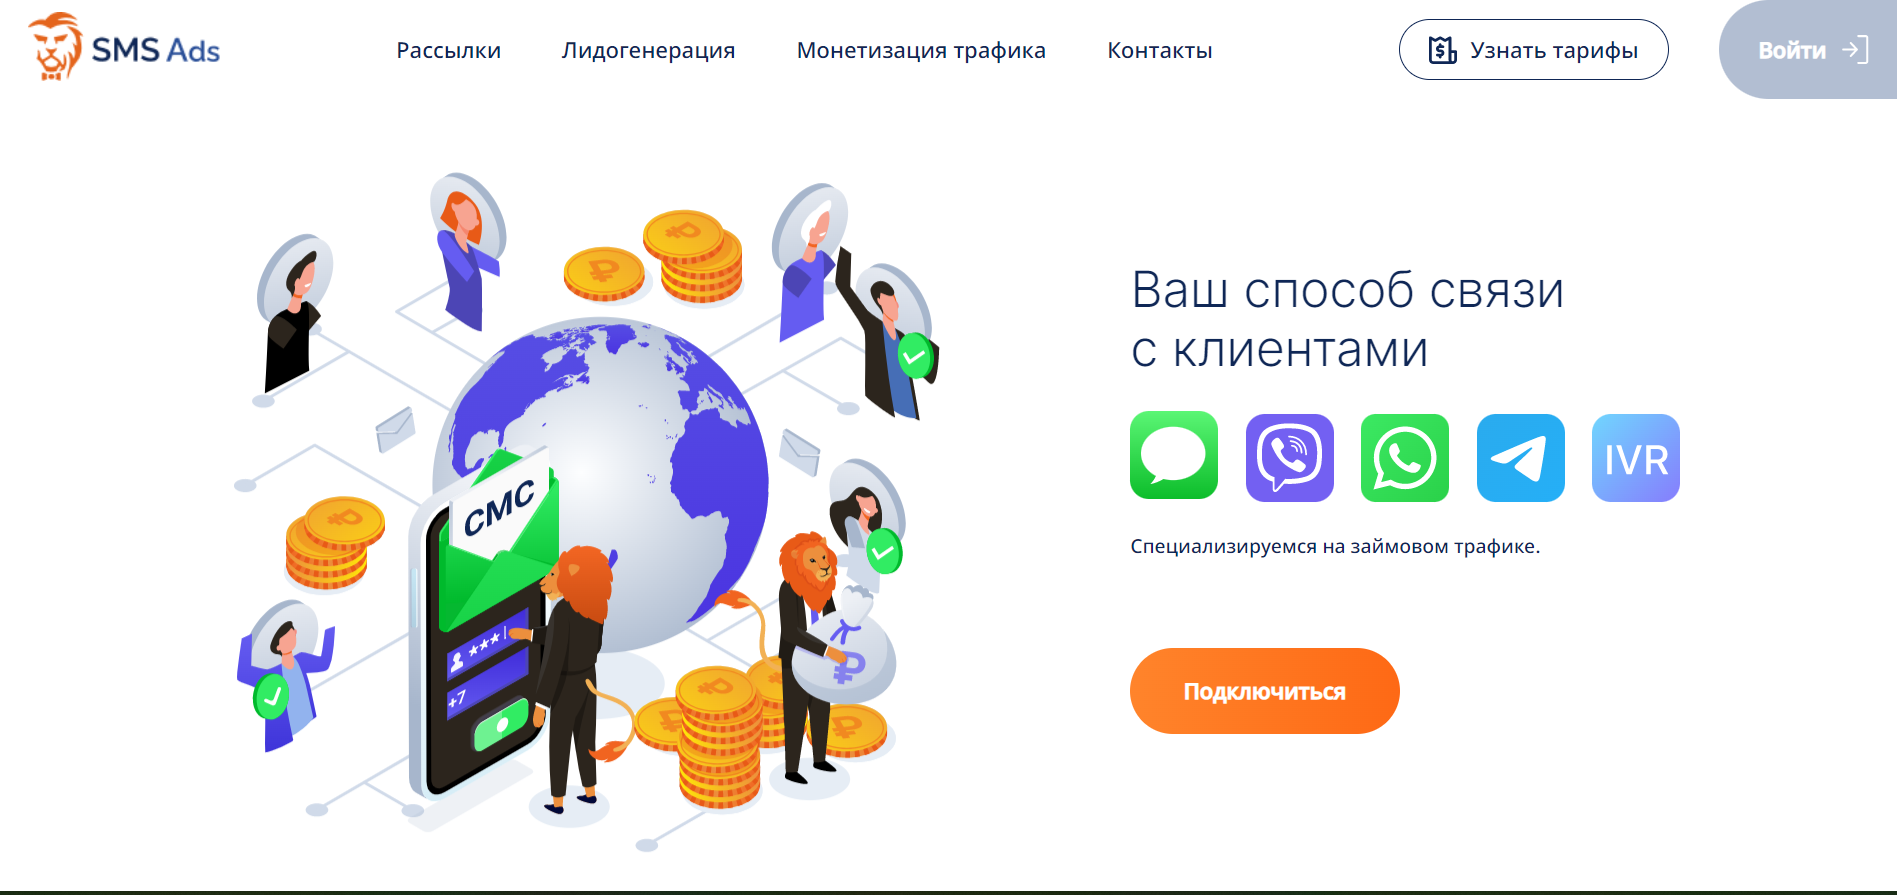 SMS Ads
Рассылки
Лидогенерация
Монетизация трафика
Контакты
Узнать тарифы
Войти
Ваш способ связи
с клиентами
IVR
Специализируемся на займовом трафике.
Подключиться
СМС
***
+7